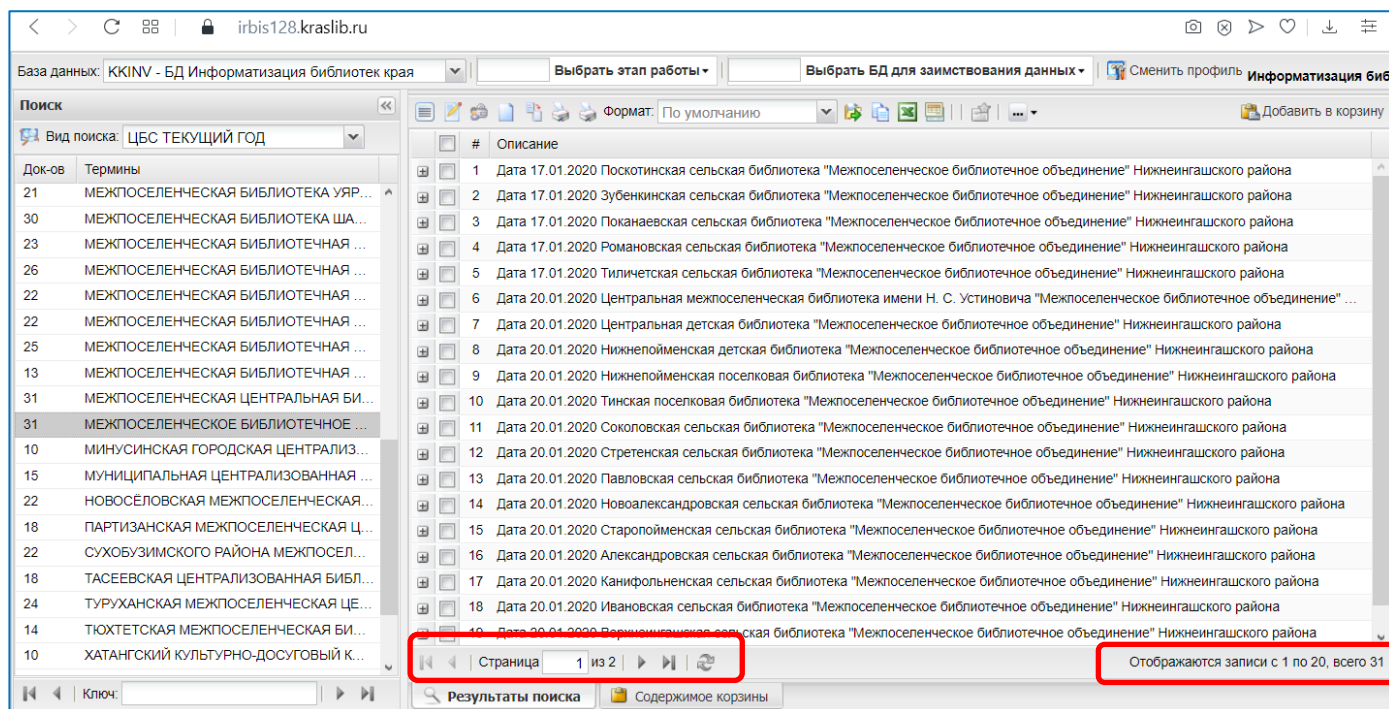 irbis128.kraslib.ru
База данных: KKINV - БД Информатизация библиотек края Выбрать этап работы Выбрать БД для заимствования данных Сменить профиль Информатизация биб
Поиск
Формат: По умолчанию ... Добавить в корзину
Вид поиска: ЦБС ТЕКУЩИЙ ГОД
# Описание
Док-ов Термины
21 МЕЖПОСЕЛЕНЧЕСКАЯ БИБЛИОТЕКА УЯР...
30 МЕЖПОСЕЛЕНЧЕСКАЯ БИБЛИОТЕКА ША...
23 МЕЖПОСЕЛЕНЧЕСКАЯ БИБЛИОТЕЧНАЯ ...
26 МЕЖПОСЕЛЕНЧЕСКАЯ БИБЛИОТЕЧНАЯ ...
22 МЕЖПОСЕЛЕНЧЕСКАЯ БИБЛИОТЕЧНАЯ ...
22 МЕЖПОСЕЛЕНЧЕСКАЯ БИБЛИОТЕЧНАЯ ...
25 МЕЖПОСЕЛЕНЧЕСКАЯ БИБЛИОТЕЧНАЯ ...
13 МЕЖПОСЕЛЕНЧЕСКАЯ БИБЛИОТЕЧНАЯ ...
31 МЕЖПОСЕЛЕНЧЕСКАЯ ЦЕНТРАЛЬНАЯ БИ...
31 МЕЖПОСЕЛЕНЧЕСКОЕ БИБЛИОТЕЧНОЕ ...
10 МИНУСИНСКАЯ ГОРОДСКАЯ ЦЕНТРАЛИЗ...
15 МУНИЦИПАЛЬНАЯ ЦЕНТРАЛИЗОВАННАЯ ...
22 НОВОСЁЛОВСКАЯ МЕЖПОСЕЛЕНЧЕСКАЯ...
18 ПАРТИЗАНСКАЯ МЕЖПОСЕЛЕНЧЕСКАЯ Ц...
22 СУХОБУЗИМСКОГО РАЙОНА МЕЖПОСЕЛ...
18 ТАСЕЕВСКАЯ ЦЕНТРАЛИЗОВАННАЯ БИБЛ...
24 ТУРУХАНСКАЯ МЕЖПОСЕЛЕНЧЕСКАЯ ЦЕ...
14 ТЮХТЕТСКАЯ МЕЖПОСЕЛЕНЧЕСКАЯ БИ...
10 ХАТАНГСКИЙ КУЛЬТУРНО-ДОСУГОВЫЙ К...
Ключ:
1 Дата 17.01.2020 Поскотинская сельская библиотека "Межпоселенческое библиотечное объединение" Нижнеингашского района
2 Дата 17.01.2020 Зубенкинская сельская библиотека "Межпоселенческое библиотечное объединение" Нижнеингашского района
3 Дата 17.01.2020 Поканаевская сельская библиотека "Межпоселенческое библиотечное объединение" Нижнеингашского района
4 Дата 17.01.2020 Романовская сельская библиотека "Межпоселенческое библиотечное объединение" Нижнеингашского района
5 Дата 17.01.2020 Тиличетская сельская библиотека "Межпоселенческое библиотечное объединение" Нижнеингашского района
6 Дата 20.01.2020 Центральная межпоселенческая библиотека имени Н. С. Устиновича "Межпоселенческое библиотечное объединение" ...
7 Дата 20.01.2020 Центральная детская библиотека "Межпоселенческое библиотечное объединение" Нижнеингашского района
8 Дата 20.01.2020 Нижнепойменская детская библиотека "Межпоселенческое библиотечное объединение" Нижнеингашского района
9 Дата 20.01.2020 Нижнепойменская поселковая библиотека "Межпоселенческое библиотечное объединение" Нижнеингашского района
10 Дата 20.01.2020 Тинская поселковая библиотека "Межпоселенческое библиотечное объединение" Нижнеингашского района
11 Дата 20.01.2020 Соколовская сельская библиотека "Межпоселенческое библиотечное объединение" Нижнеингашского района
12 Дата 20.01.2020 Стретенская сельская библиотека "Межпоселенческое библиотечное объединение" Нижнеингашского района
13 Дата 20.01.2020 Павловская сельская библиотека "Межпоселенческое библиотечное объединение" Нижнеингашского района
14 Дата 20.01.2020 Новоалександровская сельская библиотека "Межпоселенческое библиотечное объединение" Нижнеингашского района
15 Дата 20.01.2020 Старопойменская сельская библиотека "Межпоселенческое библиотечное объединение" Нижнеингашского района
16 Дата 20.01.2020 Александровская сельская библиотека "Межпоселенческое библиотечное объединение" Нижнеингашского района
17 Дата 20.01.2020 Канифольненская сельская библиотека "Межпоселенческое библиотечное объединение" Нижнеингашского района
18 Дата 20.01.2020 Ивановская сельская библиотека "Межпоселенческое библиотечное объединение" Нижнеингашского района
19 Дата 20.01.2020 Верхнеингашская сельская библиотека "Межпоселенческое библиотечное объединение" Нижнеингашского района
Страница 1 из 2 Отображаются записи с 1 по 20, всего 31
Результаты поиска Содержимое корзины